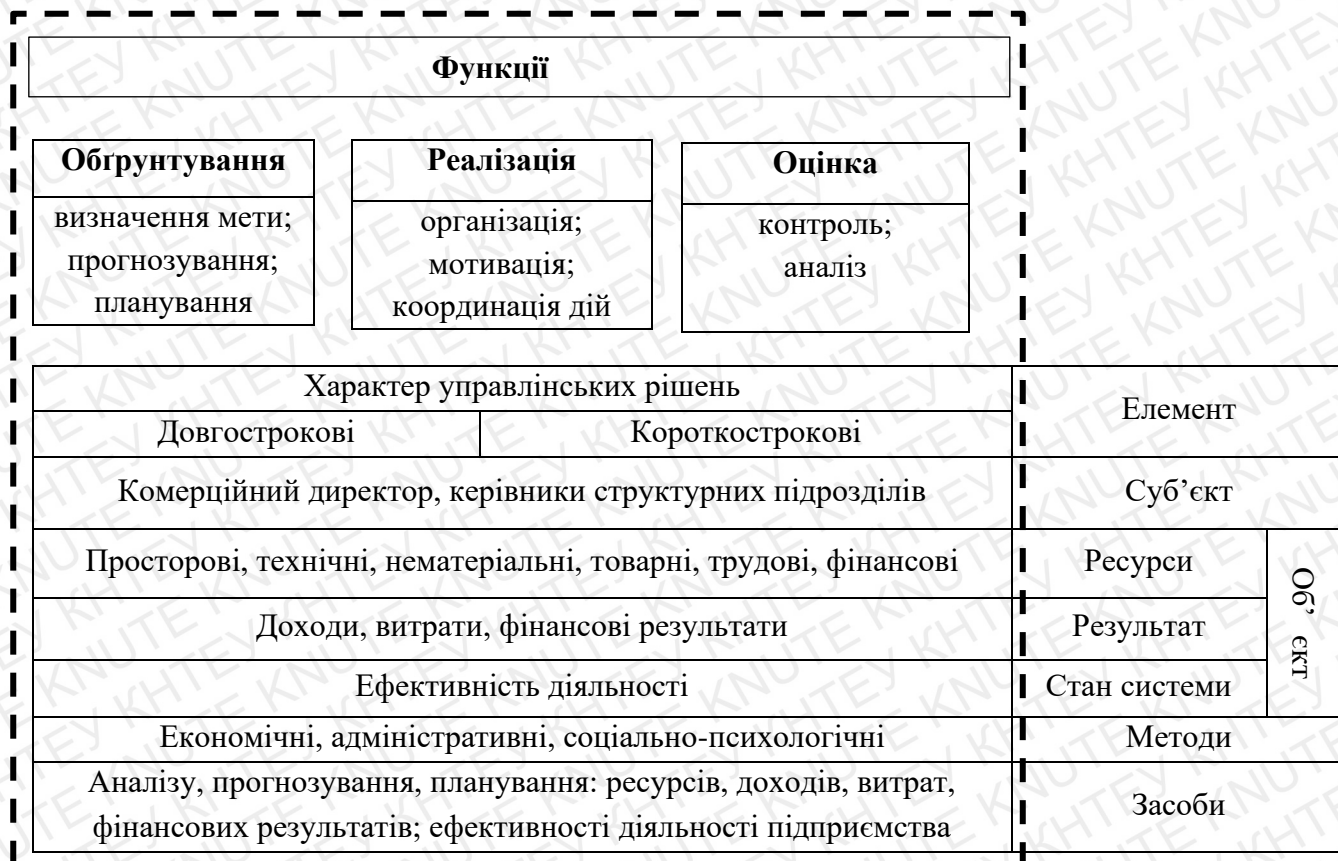 Функції
Обґрунтування
визначення мети;
прогнозування;
планування
Реалізація
організація;
мотивація;
координація дій
Оцінка
контроль;
аналіз
Характер управлінських рішень
Довгострокові
Короткострокові
Елемент
Комерційний директор, керівники структурних підрозділів
Суб’єкт
Просторові, технічні, нематеріальні, товарні, трудові, фінансові
Ресурси
Об’ єкт
Доходи, витрати, фінансові результати
Результат
Ефективність діяльності
Стан системи
Економічні, адміністративні, соціально-психологічні
Методи
Аналізу, прогнозування, планування: ресурсів, доходів, витрат,
фінансових результатів; ефективності діяльності підприємства
Засоби